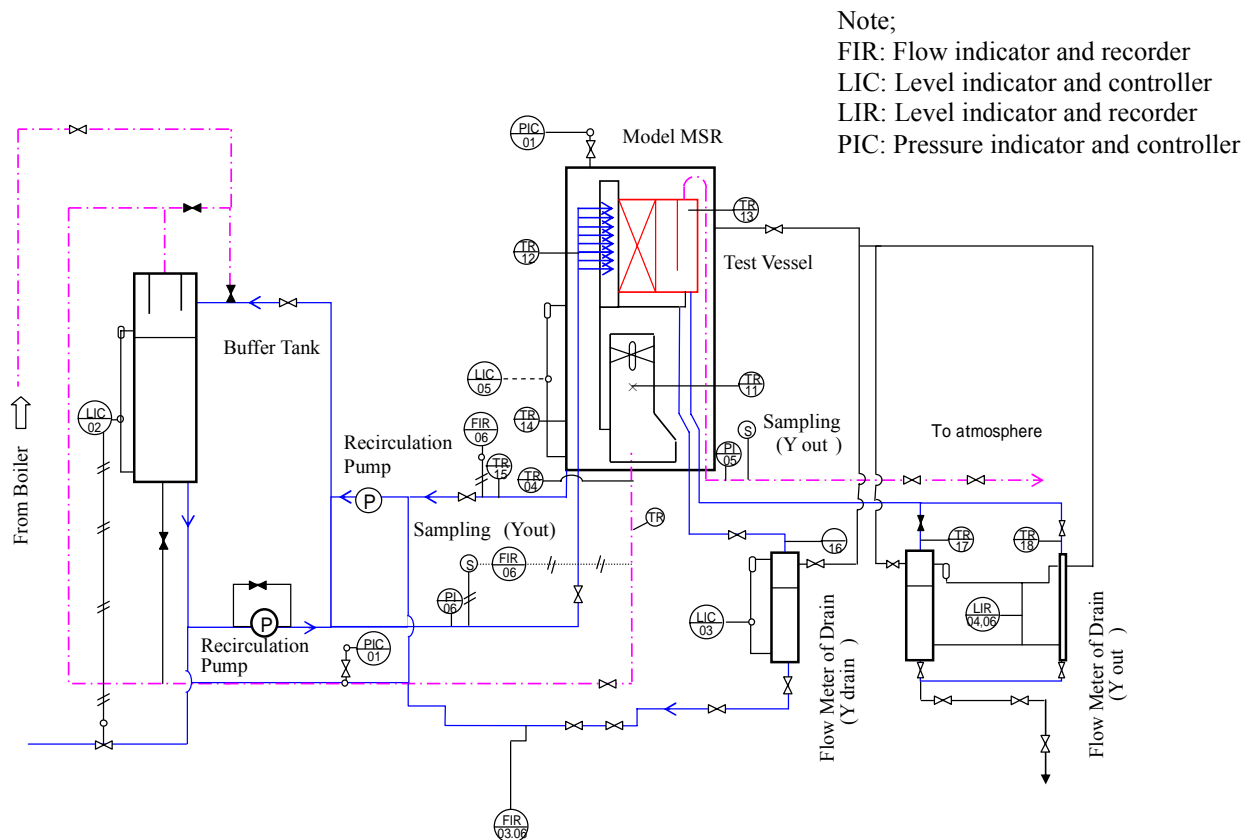 Note;
FIR: Flow indicator and recorder
LIC: Level indicator and controller
LIR: Level indicator and recorder
PIC: Pressure indicator and controller
PIC
01
Model MSR
TR
13
TR
12
Test Vessel
Buffer Tank
LIC
05
TR
11
LIC
02
TR
14
From Boiler
FIR
06
Sampling
(Y out )
S
To atmosphere
Recirculation
Pump
TR
15
PI
05
TR
04
P
Sampling (Yout)
TR
16
TR
17
TR
18
S
FIR
06
PI
06
LIC
03
LIR
04,06
P
Recirculation
Pump
PIC
01
Flow Meter of Drain
(Y drain )
Flow Meter of Drain
(Y out )
FIR
03.06